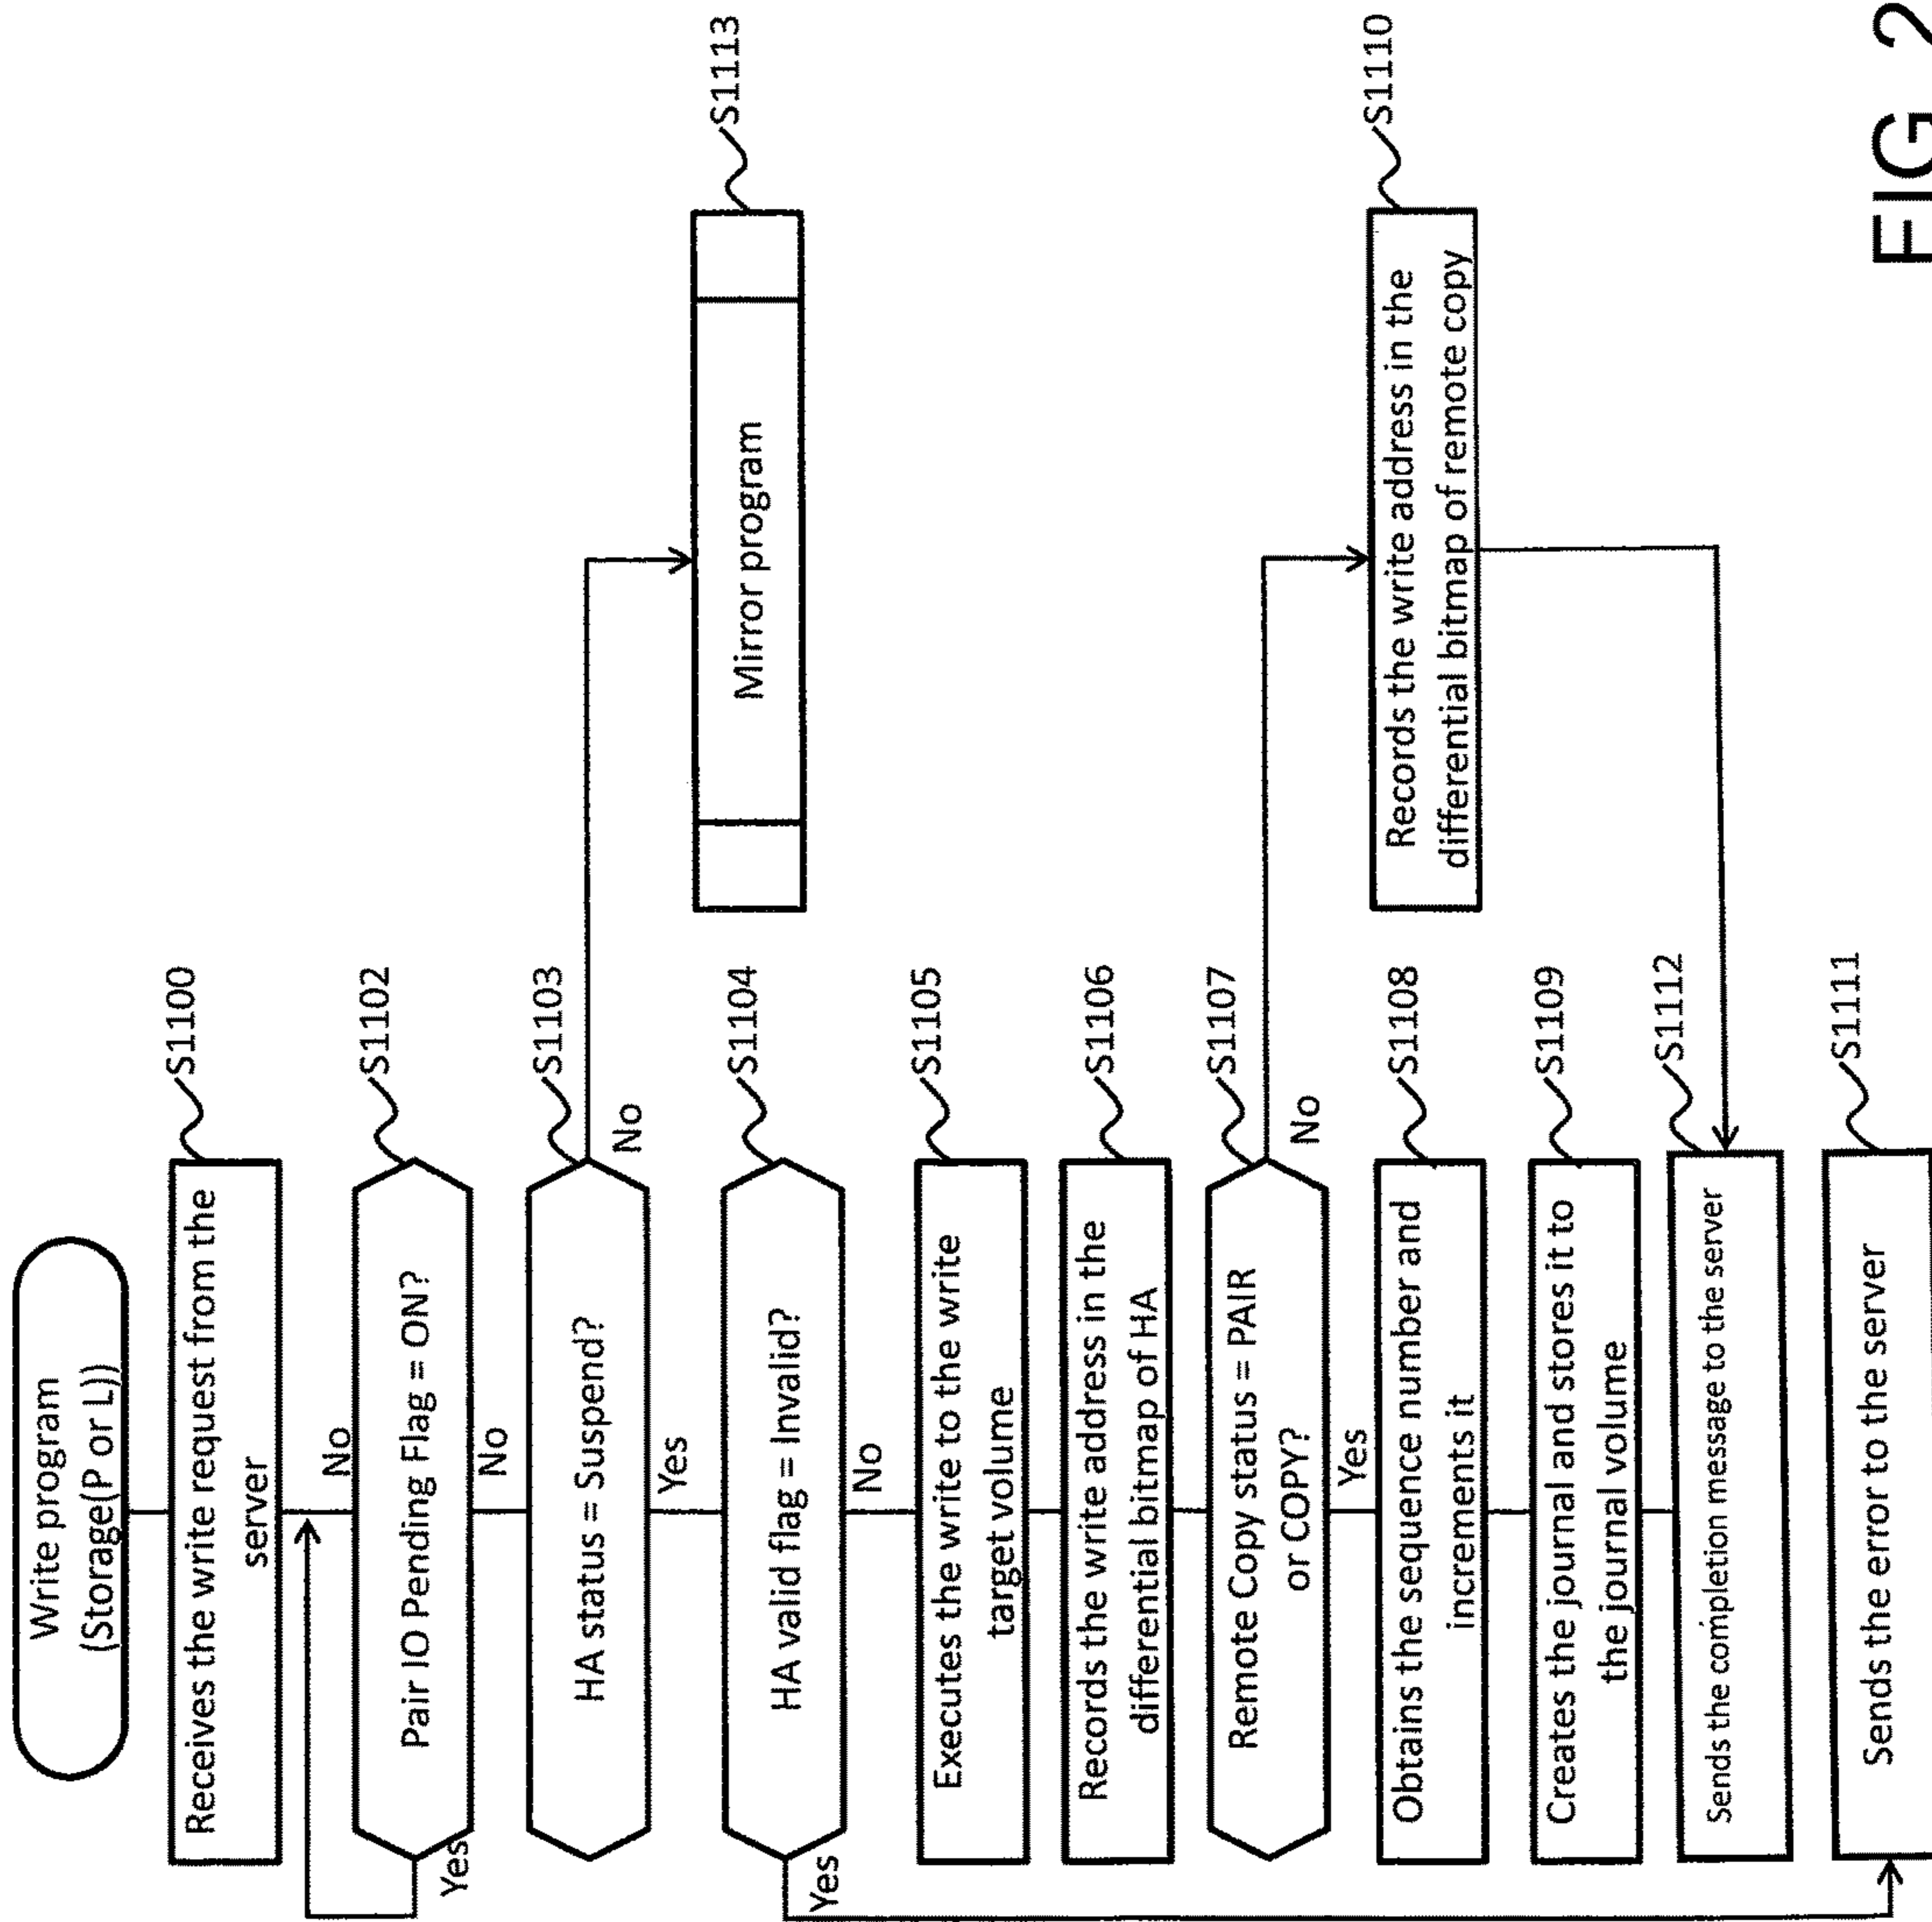 Write program
(Storage(P or L))
Receives the write request from the
server
S1100
No
Pair IO Pending Flag = ON?
S1102
Yes
No
HA status = Suspend?
S1103
No
Yes
Mirror program
S1113
HA valid flag = Invalid?
S1104
Yes
No
Executes the write to the write
target volume
S1105
Records the write address in the
differential bitmap of HA
S1106
Remote Copy status = PAIR
or COPY?
S1107
No
Yes
Records the write address in the
differential bitmap of remote copy
S1110
Obtains the sequence number and
increments it
S1108
Creates the journal and stores it to
the journal volume
S1109
Sends the completion message to the server
S1112
Sends the error to the server
S1111
FIG 2